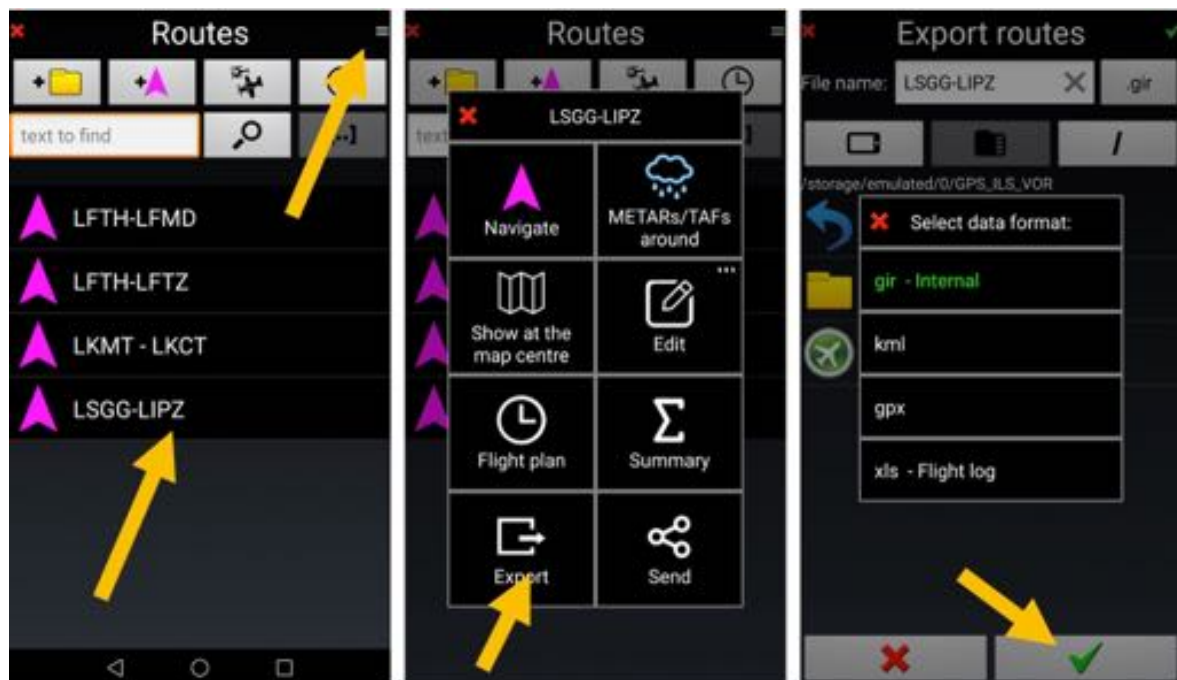 Routes
text to find
LFTH-LFMD
LFTH-LFTZ
LKMT - LKCT
LSGG-LIPZ
Routes
text
LSGG-LIPZ
Navigate
METARs/TAFs
around
Show at the
map centre
Edit
Flight plan
Summary
Export
Send
Export routes
File name: LSGG-LIPZ .gir
/
/storage/emulated/0/GPS_ILS_VOR
Select data format:
gir - Internal
kml
gpx
xls - Flight log